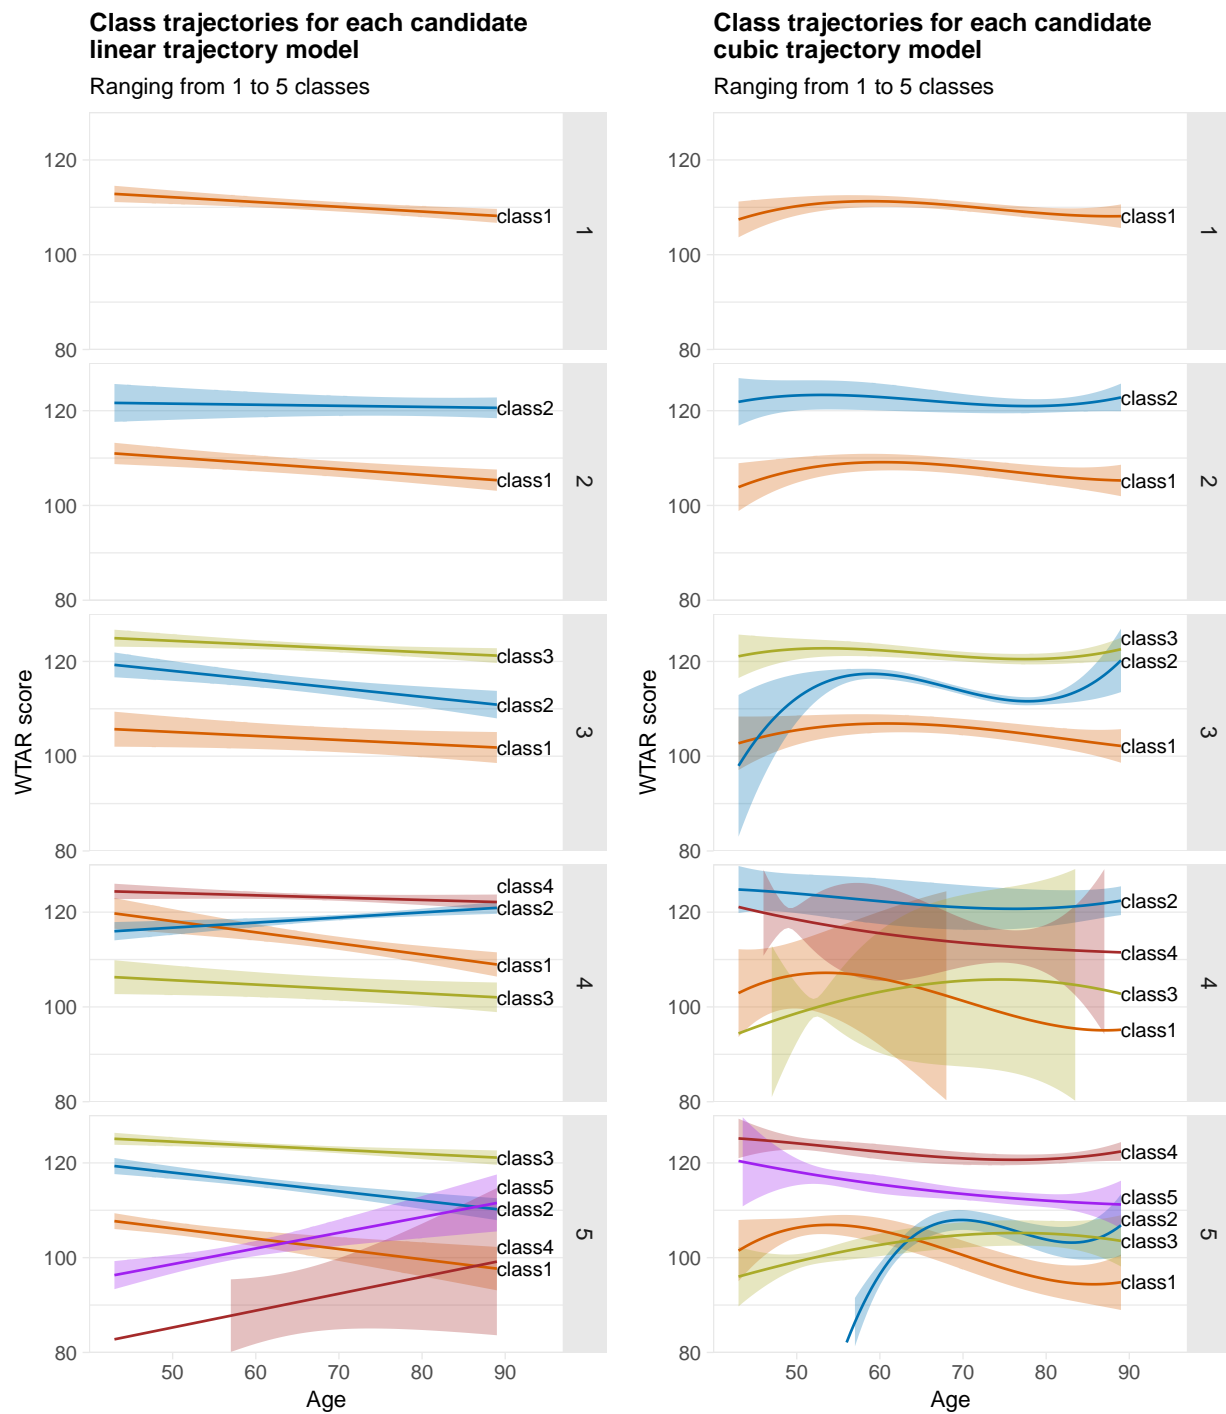 Class trajectories for each candidate
linear trajectory model
Ranging from 1 to 5 classes
120
100
80
class1
1
120
100
80
class2
class1
2
120
100
80
class3
class2
class1
3
120
100
80
class4
class2
class1
class3
4
120
100
80
class3
class5
class2
class4
class1
5
50 60 70 80 90
Age
WTAR score
Class trajectories for each candidate
cubic trajectory model
Ranging from 1 to 5 classes
120
100
80
class1
1
120
100
80
class2
class1
2
120
100
80
class3
class2
class1
3
120
100
80
class2
class4
class3
class1
4
120
100
80
class4
class5
class2
class3
class1
5
50 60 70 80 90
Age
WTAR score